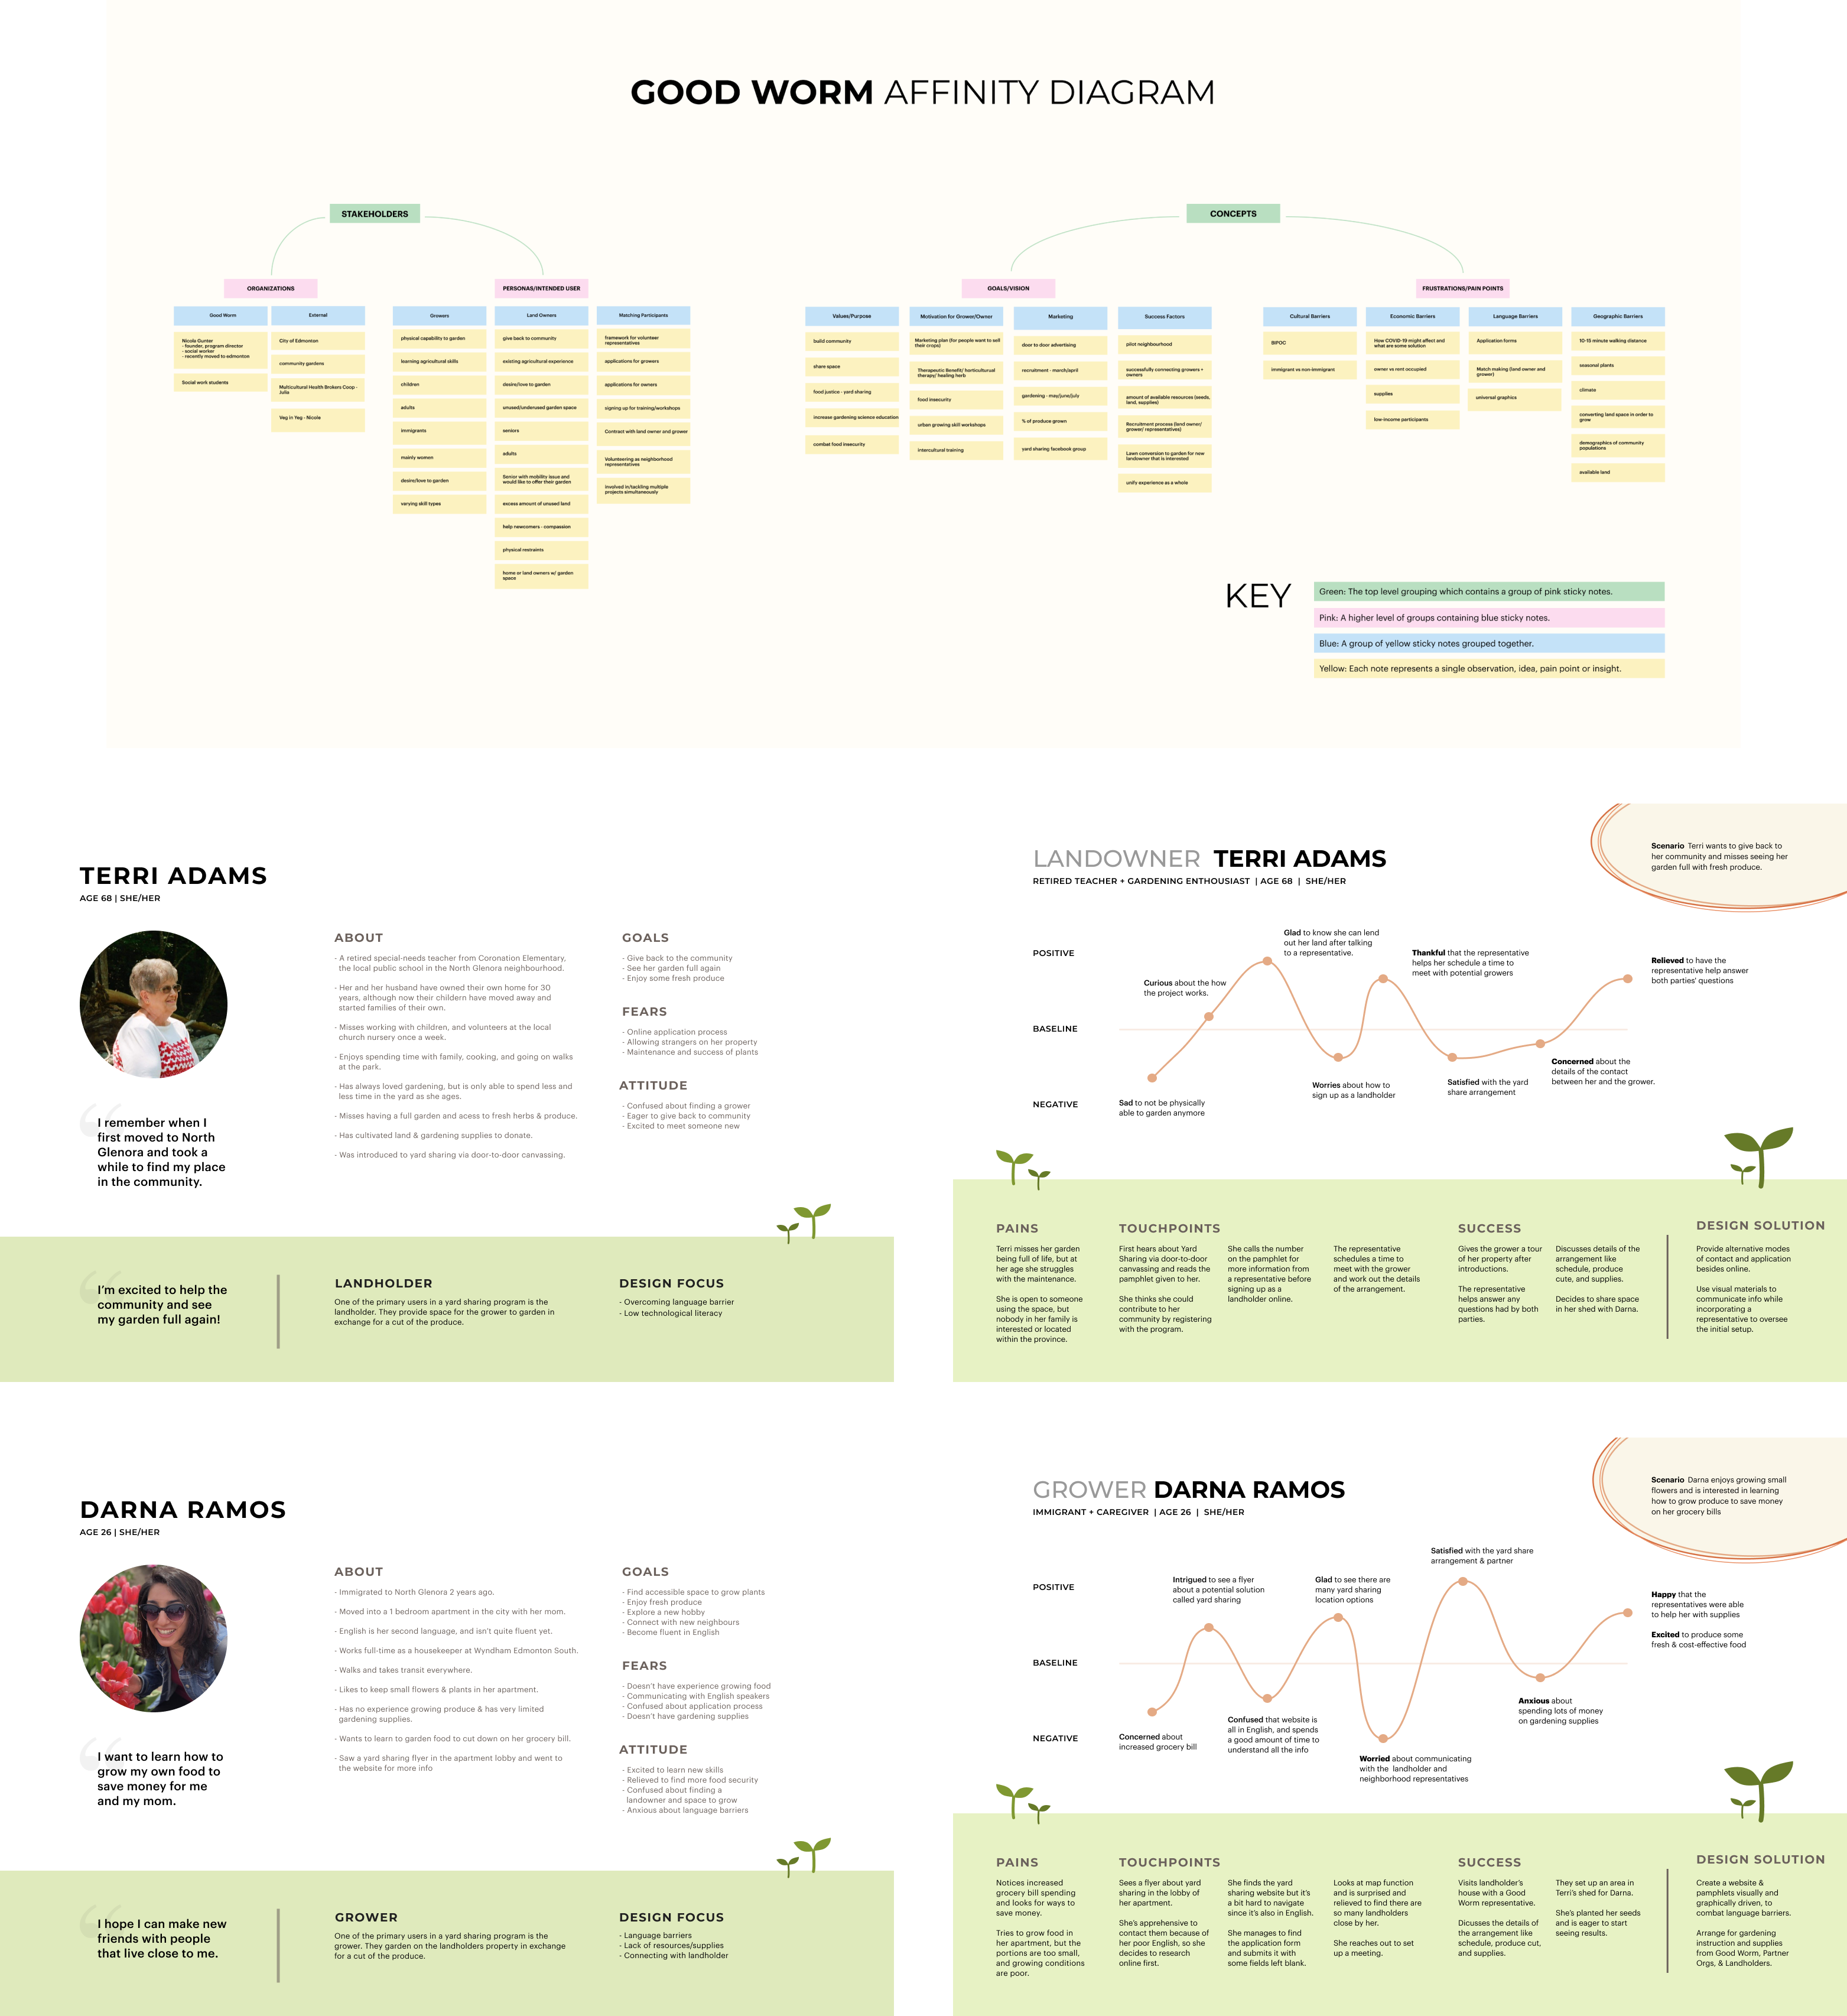 GOOD WORM AFFINITY DIAGRAM
STAKEHOLDERS
ORGANIZATIONS
Good Worm
Nicole Gunter
- founder, program director
- social worker
- recently moved to edmonton
Social work students
External
City of Edmonton
community gardens
Multicultural Health Brokers Coop -
Julia
Veg in Yeg - Nicole
PERSONAS/INTENDED USER
Growers
physical capability to garden
learning agricultural skills
children
adults
immigrants
mainly women
desire/love to garden
varying skill types
Land Owners
give back to community
existing agricultural experience
desire/love to garden
unused/underused garden space
seniors
adults
Senior with mobility issue and
would like to offer their garden
excess amount of unused land
help newcomers - compassion
physical restraints
home or land owners w/ garden
space
Matching Participants
framework for volunteer
representatives
applications for growers
applications for owners
signing up for training/workshops
Contract with land owner and grower
Volunteering as neighborhood
representatives
involved in/tackling multiple
projects simultaneously
CONCEPTS
GOALS/VISION
Values/Purpose
build community
share space
food justice - yard sharing
increase gardening science education
combat food insecurity
Motivation for Grower/Owner
Marketing plan (for people want to sell
their crops)
Therapeutic Benefit/ horticulturual
therapy/ healing herb
food insecurity
urban growing skill workshops
intercultural training
Marketing
door to door advertising
recruitment - march/april
gardening - may/june/july
% of produce grown
yard sharing facebook group
Success Factors
pilot neighbourhood
successfully connecting growers +
owners
amount of available resources (seeds,
land, supplies)
Recruitment process (land owner/
grower/ representatives)
Lawn conversion to garden for new
landowner that is interested
unify experience as a whole
FRUSTRATIONS/PAIN POINTS
Cultural Barriers
BIPOC
immigrant vs non-immigrant
Economic Barriers
How COVID-19 might affect and
what are some solution
owner vs rent occupied
supplies
low-income participants
Language Barriers
Application forms
Match making (land owner and
grower)
universal graphics
Geographic Barriers
10-15 minute walking distance
seasonal plants
climate
converting land space in order to
grow
demographics of community
populations
available land
KEY
Green: The top level grouping which contains a group of pink sticky notes.
Pink: A higher level of groups containing blue sticky notes.
Blue: A group of yellow sticky notes grouped together.
Yellow: Each note represents a single observation, idea, pain point or insight.
TERRI ADAMS
AGE 68 | SHE/HER
I remember when I
first moved to North
Glenora and took a
while to find my place
in the community.
ABOUT
- A retired special-needs teacher from Coronation Elementary,
the local public school in the North Glenora neighbourhood.
- Her and her husband have owned their own home for 30
years, although now their childern have moved away and
started families of their own.
- Misses working with children, and volunteers at the local
church nursery once a week.
- Enjoys spending time with family, cooking, and going on walks
at the park.
- Has always loved gardening, but is only able to spend less and
less time in the yard as she ages.
- Misses having a full garden and acess to fresh herbs & produce.
- Has cultivated land & gardening supplies to donate.
- Was introduced to yard sharing via door-to-door canvassing.
GOALS
- Give back to the community
- See her garden full again
- Enjoy some fresh produce
FEARS
- Online application process
- Allowing strangers on her property
- Maintenance and success of plants
ATTITUDE
- Confused about finding a grower
- Eager to give back to community
- Excited to meet someone new
I'm excited to help the
community and see
my garden full again!
LANDHOLDER
One of the primary users in a yard sharing program is the
landholder. They provide space for the grower to garden in
exchange for a cut of the produce.
DESIGN FOCUS
- Overcoming language barrier
- Low technological literacy
LANDOWNER TERRI ADAMS
RETIRED TEACHER + GARDENING ENTHUSIAST | AGE 68 | SHE/HER
Scenario Terri wants to give back to
her community and misses seeing her
garden full with fresh produce.
POSITIVE
BASELINE
NEGATIVE
Sad to not be physically
able to garden anymore
Curious about the how
the project works.
Glad to know she can lend
out her land after talking
to a representative.
Worries about how to
sign up as a landholder
Thankful that the representative
helps her schedule a time to
meet with potential growers
Satisfied with the yard
share arrangement
Concerned about the
details of the contact
between her and the grower.
Relieved to have the
representative help answer
both parties' questions
PAINS
Terri misses her garden
being full of life, but at
her age she struggles
with the maintenance.
She is open to someone
using the space, but
nobody in her family is
interested or located
within the province.
TOUCHPOINTS
First hears about Yard
Sharing via door-to-door
canvassing and reads the
pamphlet given to her.
She thinks she could
contribute to her
community by registering
with the program.
She calls the number
on the pamphlet for
more information from
a representative before
signing up as a
landholder online.
The representative
schedules a time to
meet with the grower
and work out the details
of the arrangement.
SUCCESS
Gives the grower a tour
of her property after
introductions.
The representative
helps answer any
questions had by both
parties.
Discusses details of the
arrangement like
schedule, produce
cute, and supplies.
Decides to share space
in her shed with Darna.
DESIGN SOLUTION
Provide alternative modes
of contact and application
besides online.
Use visual materials to
communicate info while
incorporating a
representative to oversee
the initial setup.
DARNA RAMOS
AGE 26 | SHE/HER
I want to learn how to
grow my own food to
save money for me
and my mom.
ABOUT
- Immigrated to North Glenora 2 years ago.
- Moved into a 1 bedroom apartment in the city with her mom.
- English is her second language, and isn't quite fluent yet.
- Works full-time as a housekeeper at Wyndham Edmonton South.
- Walks and takes transit everywhere.
- Likes to keep small flowers & plants in her apartment.
- Has no experience growing produce & has very limited
gardening supplies.
- Wants to learn to garden food to cut down on her grocery bill.
- Saw a yard sharing flyer in the apartment lobby and went to
the website for more info
GOALS
- Find accessible space to grow plants
- Enjoy fresh produce
- Explore a new hobby
- Connect with new neighbours
- Become fluent in English
FEARS
- Doesn't have experience growing food
- Communicating with English speakers
- Confused about application process
- Doesn't have gardening supplies
ATTITUDE
- Excited to learn new skills
- Relieved to find more food security
- Confused about finding a
landowner and space to grow
- Anxious about language barriers
I hope I can make new
friends with people
that live close to me.
GROWER
One of the primary users in a yard sharing program is the
grower. They garden on the landholders property in exchange
for a cut of the produce.
DESIGN FOCUS
- Language barriers
- Lack of resources/supplies
- Connecting with landholder
GROWER DARNA RAMOS
IMMIGRANT + CAREGIVER | AGE 26 | SHE/HER
Scenario Darna enjoys growing small
flowers and is interested in learning
how to grow produce to save money
on her grocery bills
POSITIVE
BASELINE
NEGATIVE
Concerned about
increased grocery bill
Intrigued to see a flyer
about a potential solution
called yard sharing
Confused that website is
all in English, and spends
a good amount of time to
understand all the info
Glad to see there are
many yard sharing
location options
Worried about communicating
with the landholder and
neighborhood representatives
Satisfied with the yard share
arrangement & partner
Anxious about
spending lots of money
on gardening supplies
Happy that the
representatives were able
to help her with supplies
Excited to produce some
fresh & cost-effective food
PAINS
Notices increased
grocery bill spending
and looks for ways to
save money.
Tries to grow food in
her apartment, but the
portions are too small,
and growing conditions
are poor.
TOUCHPOINTS
Sees a flyer about yard
sharing in the lobby of
her apartment.
She's apprehensive to
contact them because of
her poor English, so she
decides to research
online first.
She finds the yard
sharing website but it's
a bit hard to navigate
since it's also in English.
She manages to find
the application form
and submits it with
some fields left blank.
Looks at map function
and is surprised and
relieved to find there are
so many landholders
close by her.
She reaches out to set
up a meeting.
SUCCESS
Visits landholder's
house with a Good
Worm representative.
Dicusses the details of
the arrangement like
schedule, produce cut,
and supplies.
They set up an area in
Terri's shed for Darna.
She's planted her seeds
and is eager to start
seeing results.
DESIGN SOLUTION
Create a website &
pamphlets visually and
graphically driven, to
combat language barriers.
Arrange for gardening
instruction and supplies
from Good Worm, Partner
Orgs, & Landholders.